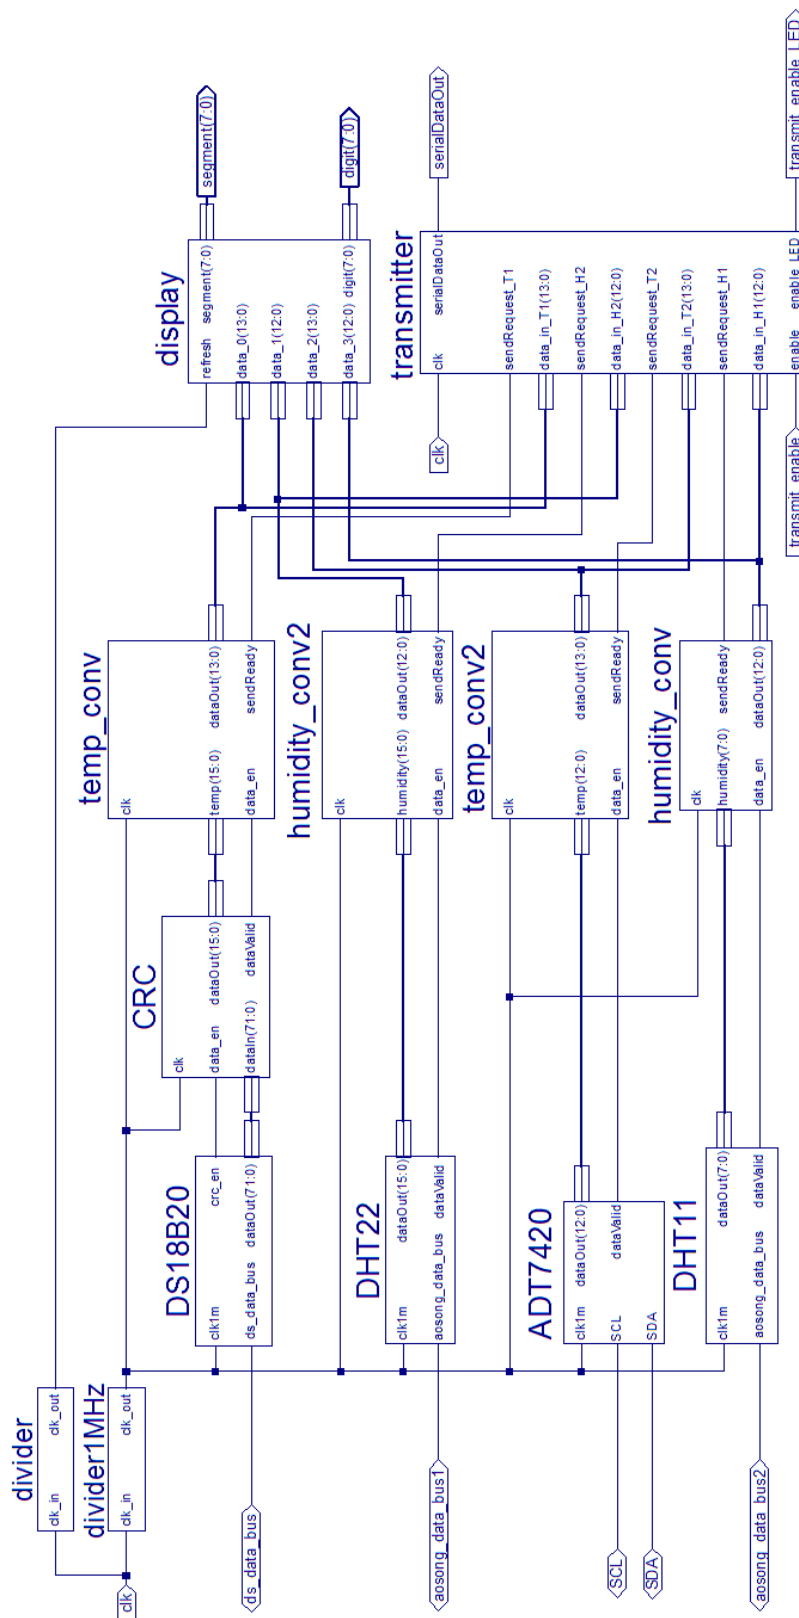 divider
clk_in
clk_out
divider1MHz
clk_in
clk_out
clk
ds_data_bus
aosong_data_bus1
SCL
SDA
aosong_data_bus2
DS18B20
clk1m
crc_en
ds_data_bus
dataOut(71:0)
DHT22
clk1m
dataOut(15:0)
aosong_data_bus
dataValid
ADT7420
clk1m
dataOut(12:0)
SCL
dataValid
SDA
DHT11
clk1m
dataOut(7:0)
aosong_data_bus
dataValid
CRC
clk
data_en
dataOut(15:0)
dataIn(71:0)
dataValid
temp_conv
clk
temp(15:0)
dataOut(13:0)
data_en
sendReady
humidity_conv2
clk
humidity(15:0)
dataOut(12:0)
data_en
sendReady
temp_conv2
clk
temp(12:0)
dataOut(13:0)
data_en
sendReady
humidity_conv
clk
humidity(7:0)
sendReady
data_en
dataOut(12:0)
display
refresh
segment(7:0)
data_0(13:0)
data_1(12:0)
data_2(13:0)
data_3(12:0)
digit(7:0)
segment(7:0)
digit(7:0)
transmitter
clk
serialDataOut
sendRequest_T1
data_in_T1(13:0)
sendRequest_H2
data_in_H2(12:0)
sendRequest_T2
data_in_T2(13:0)
sendRequest_H1
data_in_H1(12:0)
enable
enable_LED
clk
transmit_enable
serialDataOut
transmit_enable_LED